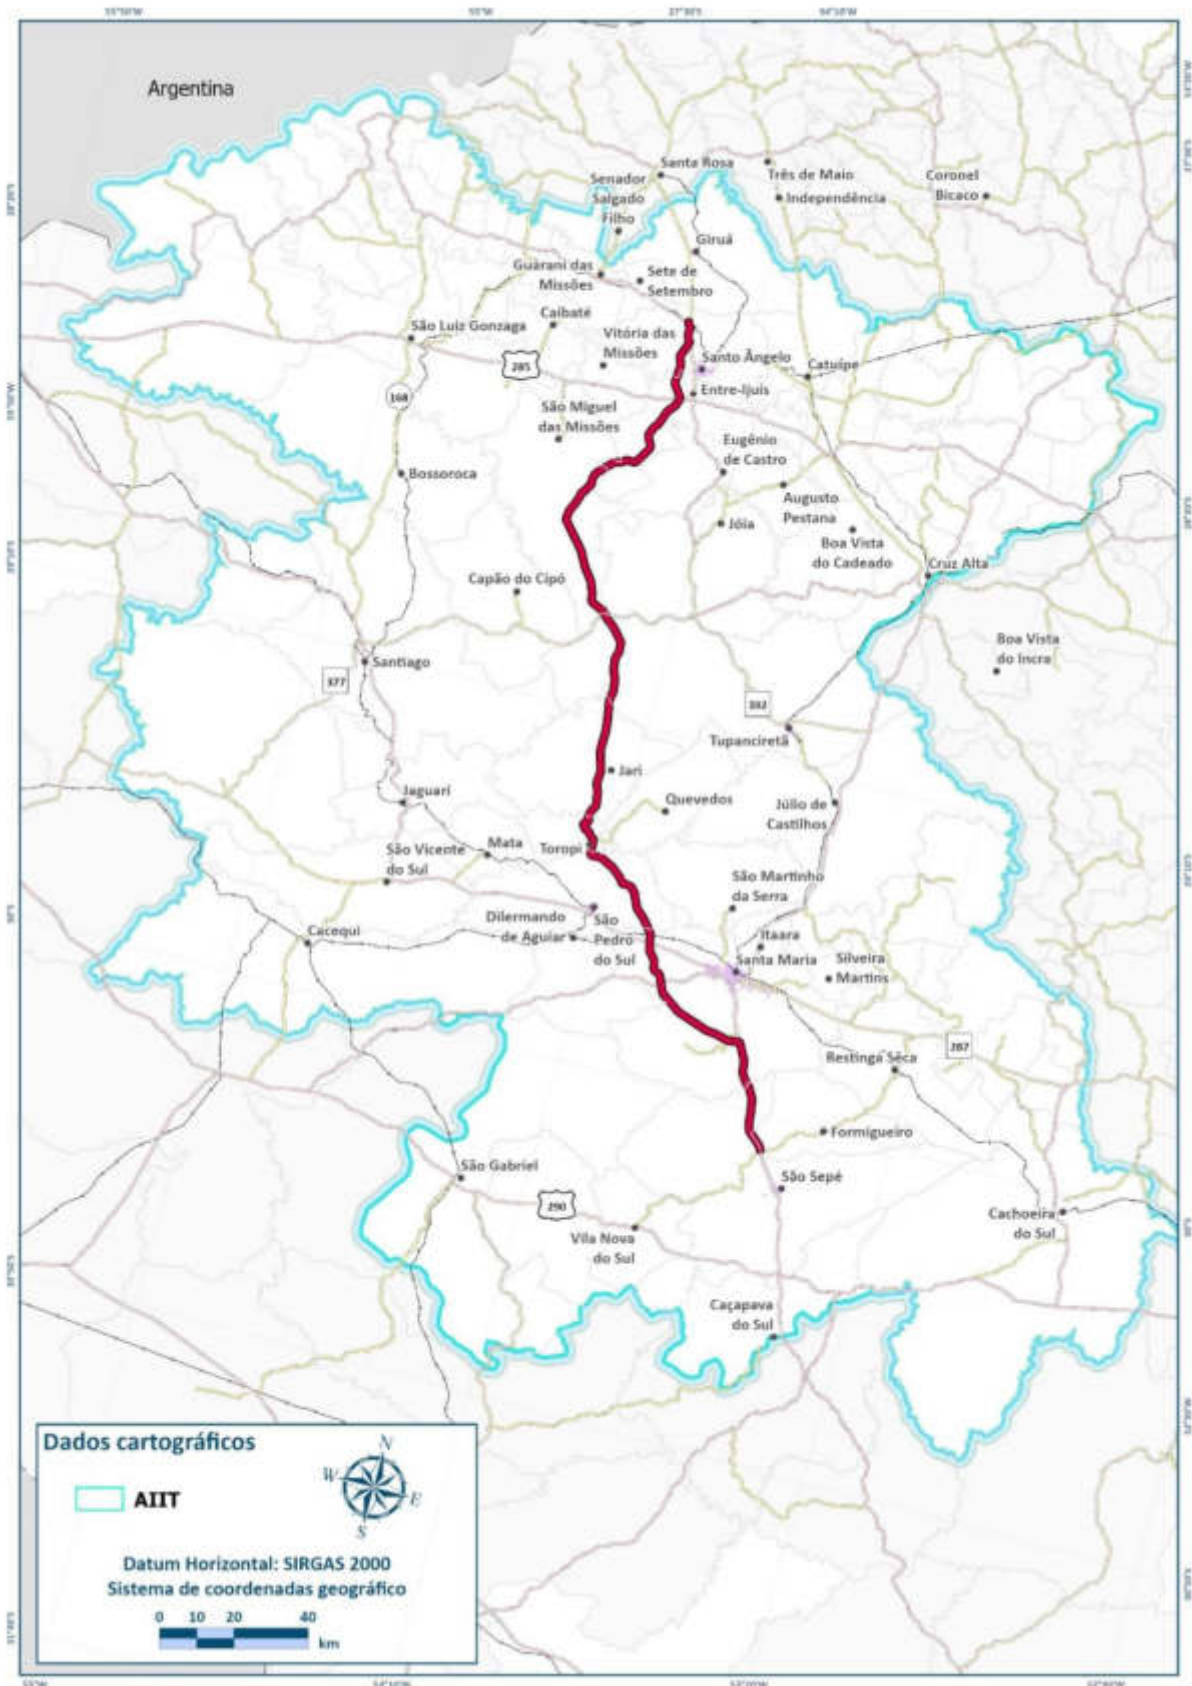 55°W
Argentina
Santa Rosa
Três de Maio
Senador
Salgado
Filho
Independência
Coronel
Bicaco
Giruá
Guarani das
Missões
Sete de
Setembro
Caibaté
São Luiz Gonzaga
Vitória das
Missões
Santo Ângelo
Catuípe
285
Entre-Ijuís
168
São Miguel
das Missões
Eugênio
de Castro
Bossoroca
Augusto
Pestana
Jóia
Boa Vista
do Cadeado
Cruz Alta
Capão do Cipó
Boa Vista
do Incra
Santiago
377
392
Tupanciretã
Jari
Jaguari
Quevedos
Júlio de
Castilhos
São Vicente
do Sul
Mata
Toropi
São Martinho
da Serra
Dilermando
de Aguiar
São
Pedro
do Sul
Cacequi
Itaara
Santa Maria
Silveira
Martins
287
Restinga Sêca
Formigueiro
São Gabriel
São Sepé
290
Vila Nova
do Sul
Cachoeira
do Sul
Caçapava
do Sul
Dados cartográficos
N
W
E
S
AIIT
Datum Horizontal: SIRGAS 2000
Sistema de coordenadas geográfico
0 10 20 40
km